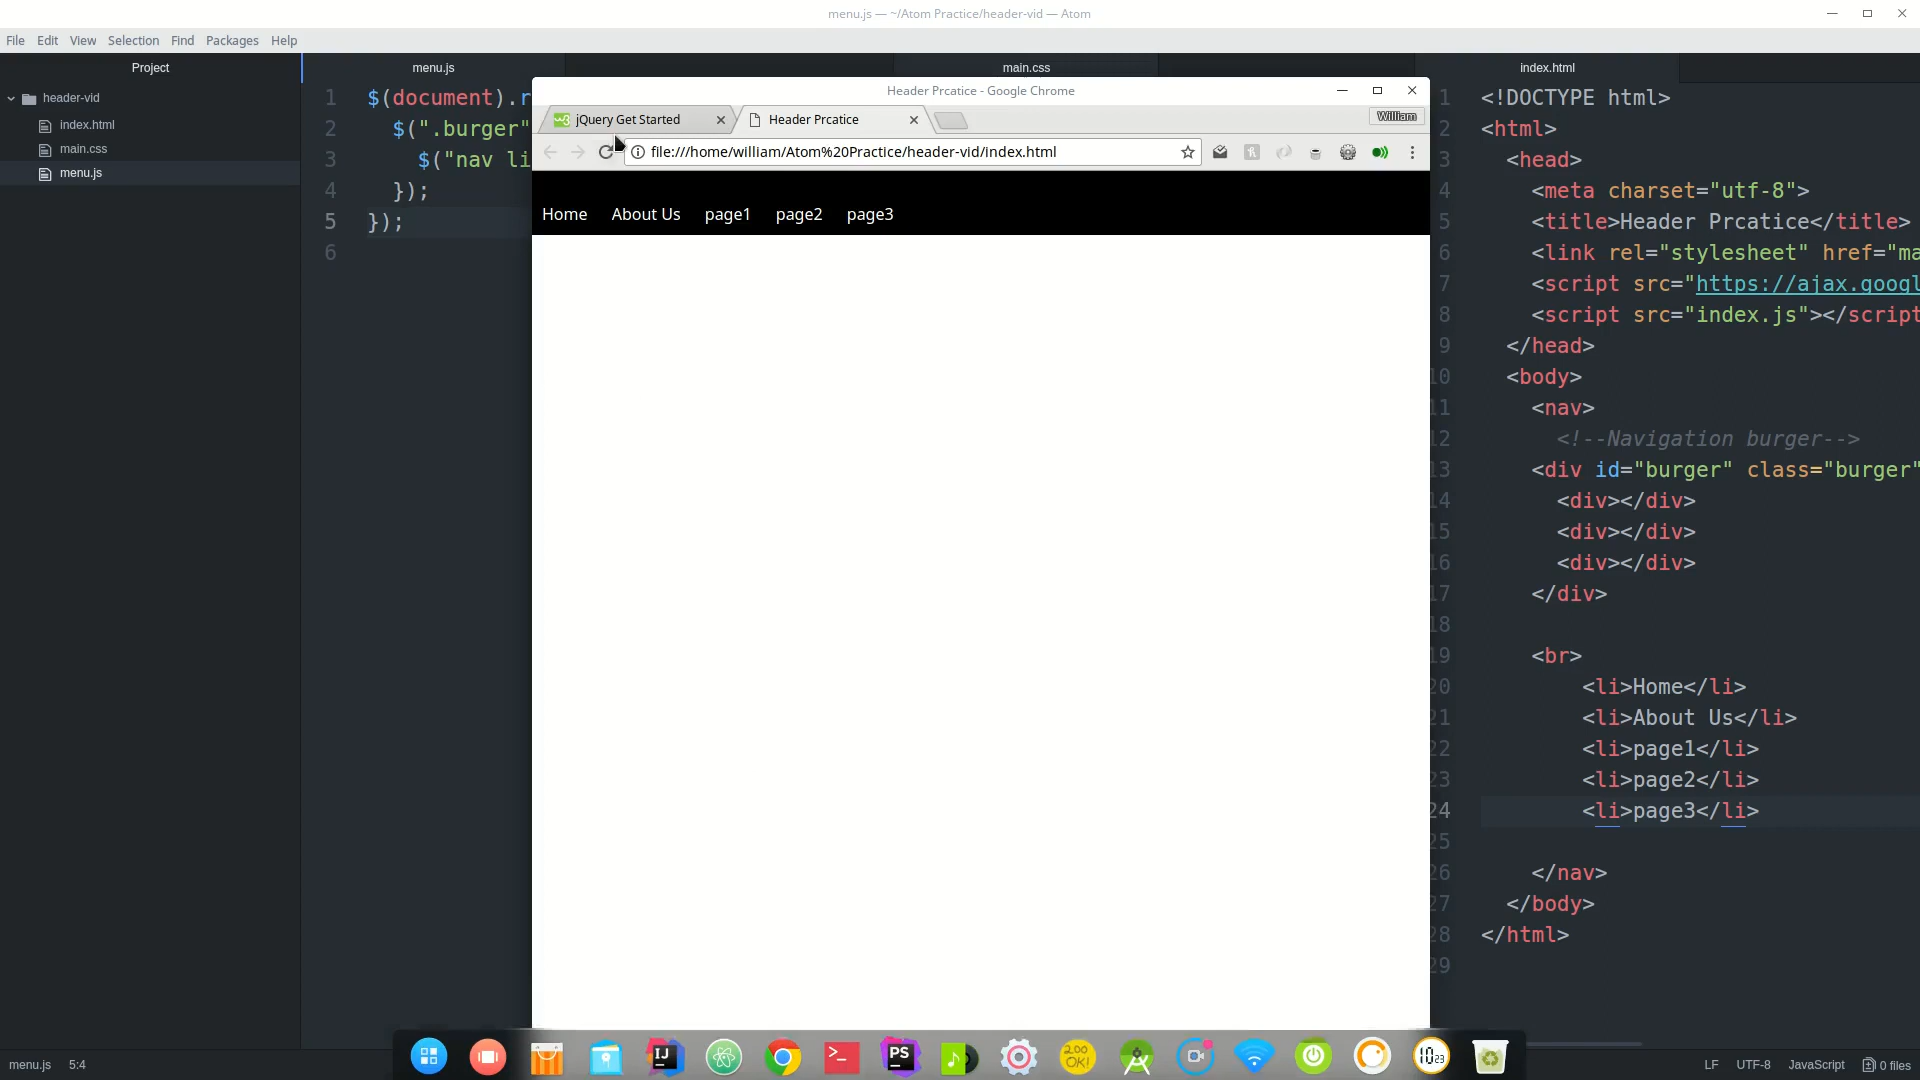 menu.js — ~/Atom Practice/header-vid — Atom
File Edit View Selection Find Packages Help
Project
header-vid
index.html
main.css
menu.js
menu.js
1 $(document).r
2 $(".burger"
3 $("nav li
4 });
5 });
6
main.css
Header Prcatice - Google Chrome
jQuery Get Started
Header Prcatice
William
file:///home/william/Atom%20Practice/header-vid/index.html
Home About Us page1 page2 page3
index.html
1 <!DOCTYPE html>
2 <html>
3 <head>
4 <meta charset="utf-8">
5 <title>Header Prcatice</title>
6 <link rel="stylesheet" href="ma
7 <script src="https://ajax.googl
8 <script src="index.js"></script
9 </head>
10 <body>
11 <nav>
12 <!--Navigation burger-->
13 <div id="burger" class="burger"
14 <div></div>
15 <div></div>
16 <div></div>
17 </div>
18
19 <br>
20 <li>Home</li>
21 <li>About Us</li>
22 <li>page1</li>
23 <li>page2</li>
24 <li>page3</li>
25
26 </nav>
27 </body>
28 </html>
29
IJ
>_
PS
2.00
OK!
10 23
menu.js 5:4
LF UTF-8 JavaScript 0 files